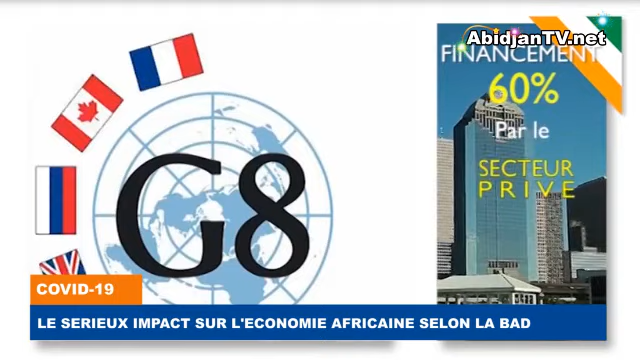 AbidjanTV.net
FINANCEMENT
60%
Par le
SECTEUR
PRIVE
G8
COVID-19
LE SERIEUX IMPACT SUR L'ECONOMIE AFRICAINE SELON LA BAD